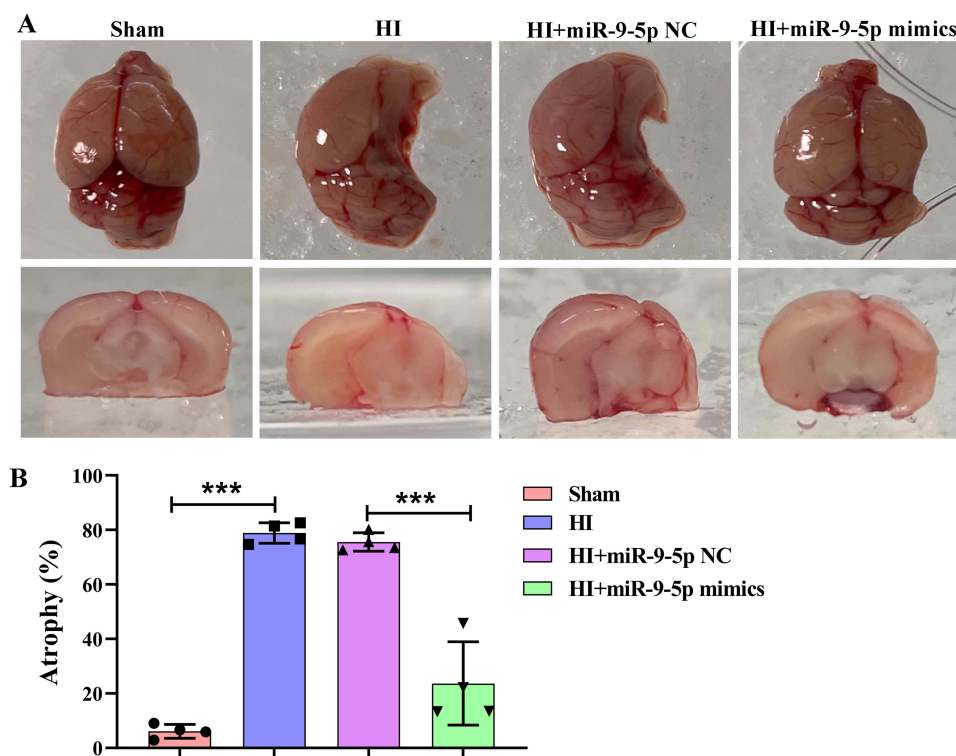 A
Sham
HI
HI+miR-9-5p NC
HI+miR-9-5p mimics
B
Atrophy (%)
100
80
60
40
20
0
***
***
Sham
HI
HI+miR-9-5p NC
HI+miR-9-5p mimics